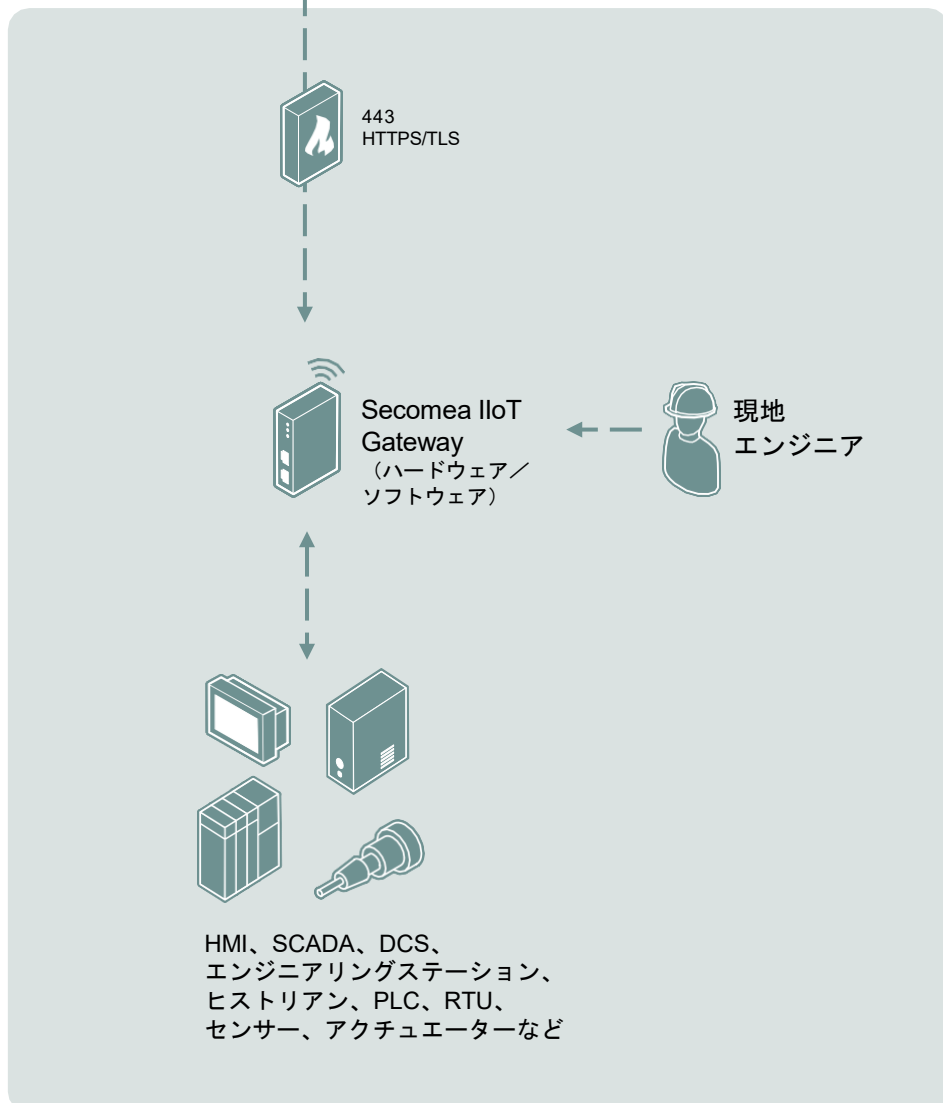 443
HTTPS/TLS
Secomea IIoT
Gateway
（ハードウェア／
ソフトウェア）
現地
エンジニア
HMI、SCADA、DCS、
エンジニアリングステーション、
ヒストリアン、PLC、RTU、
センサー、アクチュエーターなど